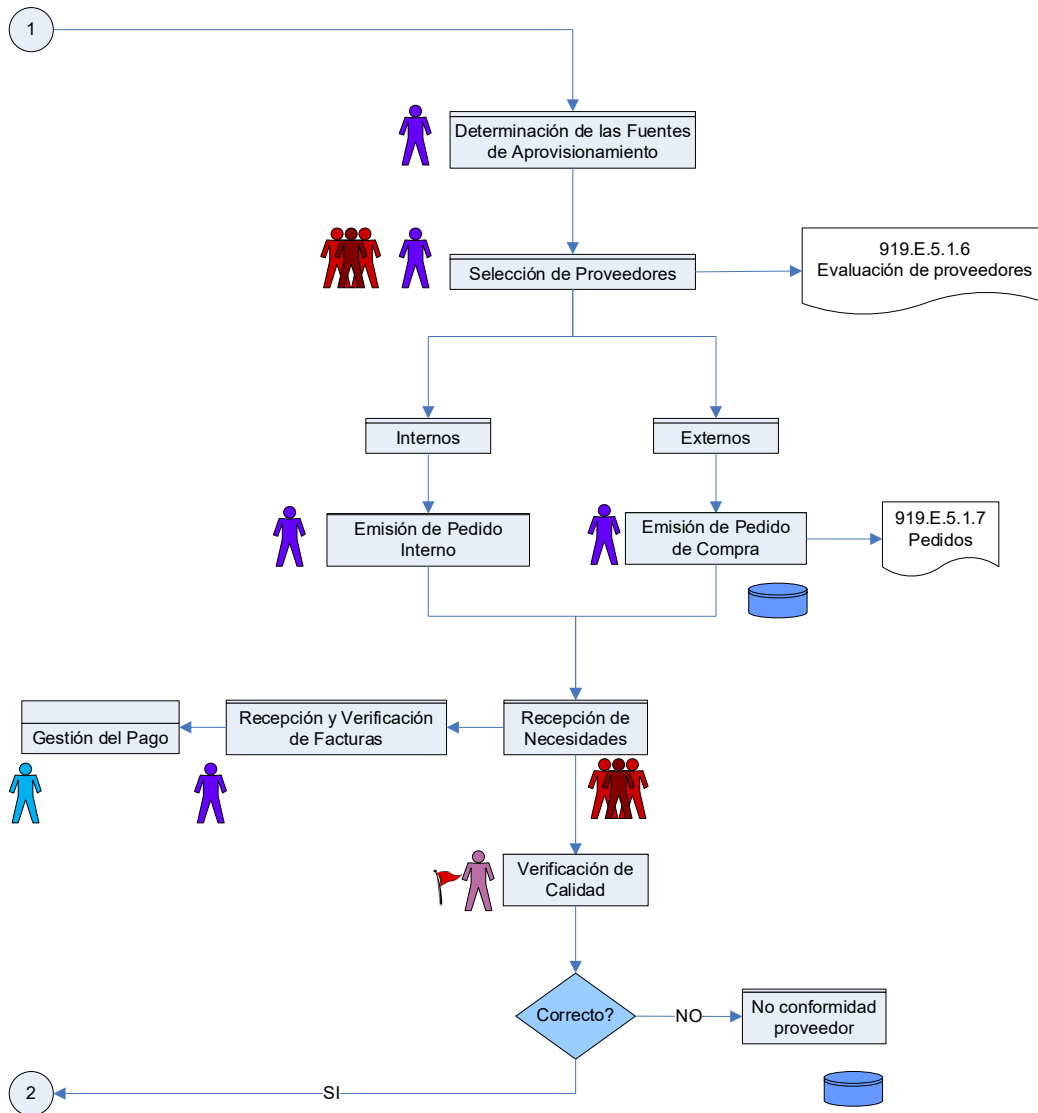 1
Determinación de las Fuentes
de Aprovisionamiento
Selección de Proveedores
919.E.5.1.6
Evaluación de proveedores
Internos
Externos
Emisión de Pedido
Interno
Emisión de Pedido
de Compra
919.E.5.1.7
Pedidos
Gestión del Pago
Recepción y Verificación
de Facturas
Recepción de
Necesidades
Verificación de
Calidad
Correcto?
NO
No conformidad
proveedor
SI
2